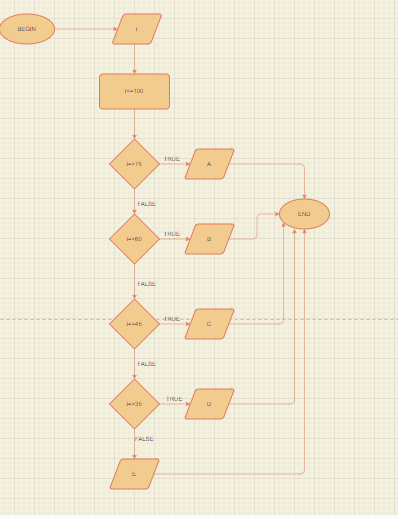 BEGIN
i
i<=100
i=>75
TRUE
A
END
FALSE
i=>60
TRUE
B
FALSE
i=>45
TRUE
C
FALSE
i=>35
TRUE
D
FALSE
E